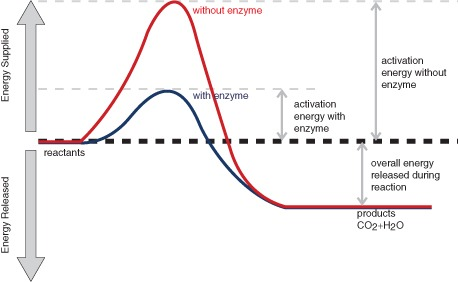 without enzyme
Energy Supplied
activation
energy without
enzyme
with enzyme
activation
energy with
enzyme
reactants
overall energy
released during
reaction
Energy Released
products
CO2+H2O